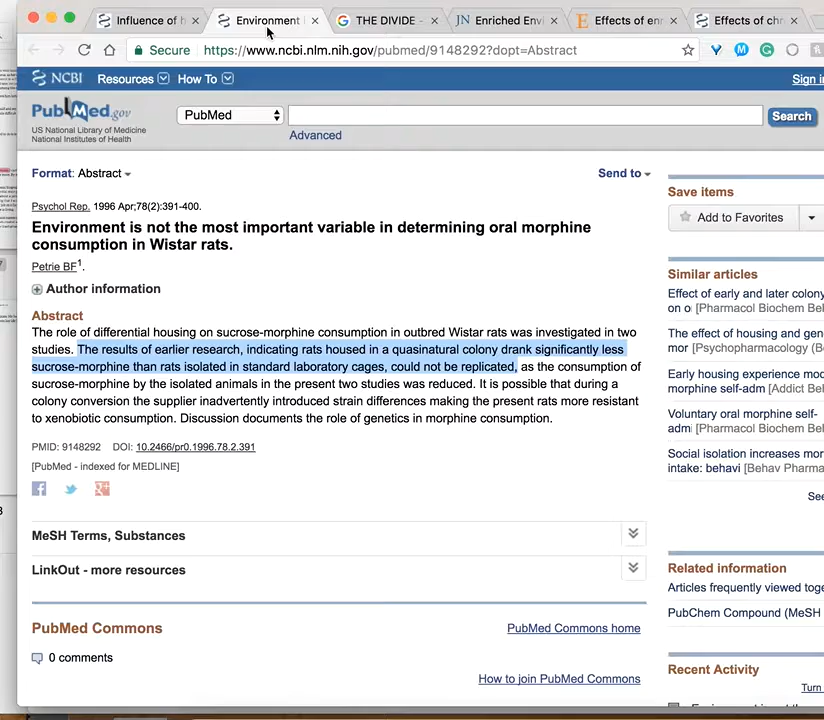 Influence of h
Environment i
THE DIVIDE -
Enriched Envi
Effects of enr
Effects of chr
Secure https://www.ncbi.nlm.nih.gov/pubmed/9148292?dopt=Abstract
NCBI Resources How To Sign i
PubMed.gov
US National Library of Medicine
National Institutes of Health
PubMed
Search
Advanced
Format: Abstract
Send to
Psychol Rep. 1996 Apr;78(2):391-400.
Environment is not the most important variable in determining oral morphine
consumption in Wistar rats.
Petrie BF1.
Author information
Abstract
The role of differential housing on sucrose-morphine consumption in outbred Wistar rats was investigated in two
studies. The results of earlier research, indicating rats housed in a quasinatural colony drank significantly less
sucrose-morphine than rats isolated in standard laboratory cages, could not be replicated, as the consumption of
sucrose-morphine by the isolated animals in the present two studies was reduced. It is possible that during a
colony conversion the supplier inadvertently introduced strain differences making the present rats more resistant
to xenobiotic consumption. Discussion documents the role of genetics in morphine consumption.
PMID: 9148292 DOI: 10.2466/pr0.1996.78.2.391
[PubMed - indexed for MEDLINE]
MeSH Terms, Substances
LinkOut - more resources
PubMed Commons
PubMed Commons home
0 comments
How to join PubMed Commons
Save items
Add to Favorites
Similar articles
Effect of early and later colony
on o [Pharmacol Biochem Beh
The effect of housing and gen
mor [Psychopharmacology (B
Early housing experience mod
morphine self-adm [Addict Be
Voluntary oral morphine self-
admi [Pharmacol Biochem Beh
Social isolation increases mor
intake: behavi [Behav Pharma
See
Related information
Articles frequently viewed toge
PubChem Compound (MeSH
Recent Activity
Turn